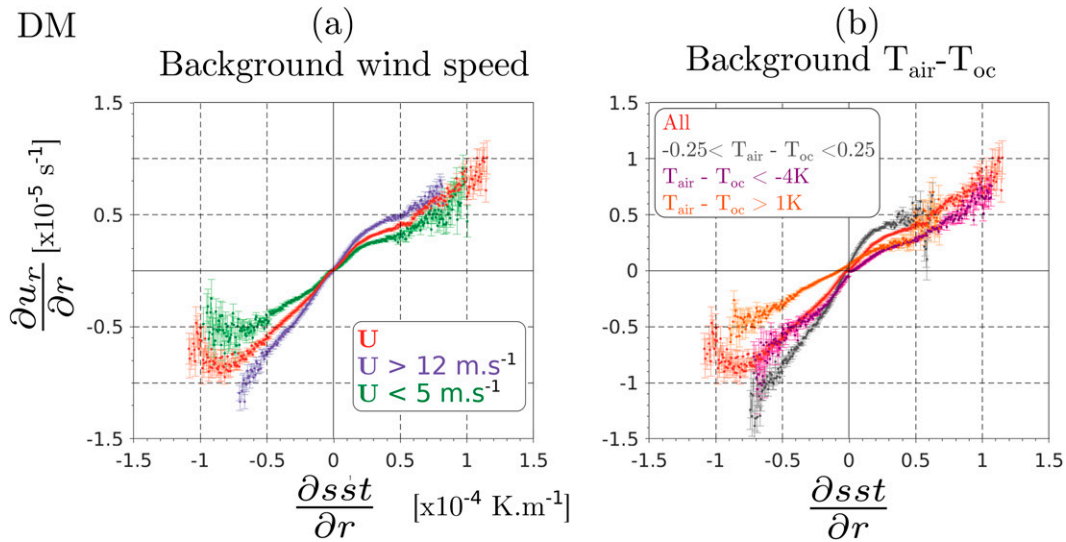 DM
(a)
Background wind speed
(b)
Background T_air-T_oc
∂u_r/∂r [x10^-5 s^-1]
1.5
1
0.5
0
-0.5
-1
-1.5
U
U > 12 m.s^-1
U < 5 m.s^-1
-1.5 -1 -0.5 0 0.5 1 1.5
∂sst/∂r [x10^-4 K.m^-1]
1.5
1
0.5
0
-0.5
-1
-1.5
All
-0.25< T_air - T_oc <0.25
T_air - T_oc < -4K
T_air - T_oc > 1K
-1.5 -1 -0.5 0 0.5 1 1.5
∂sst/∂r